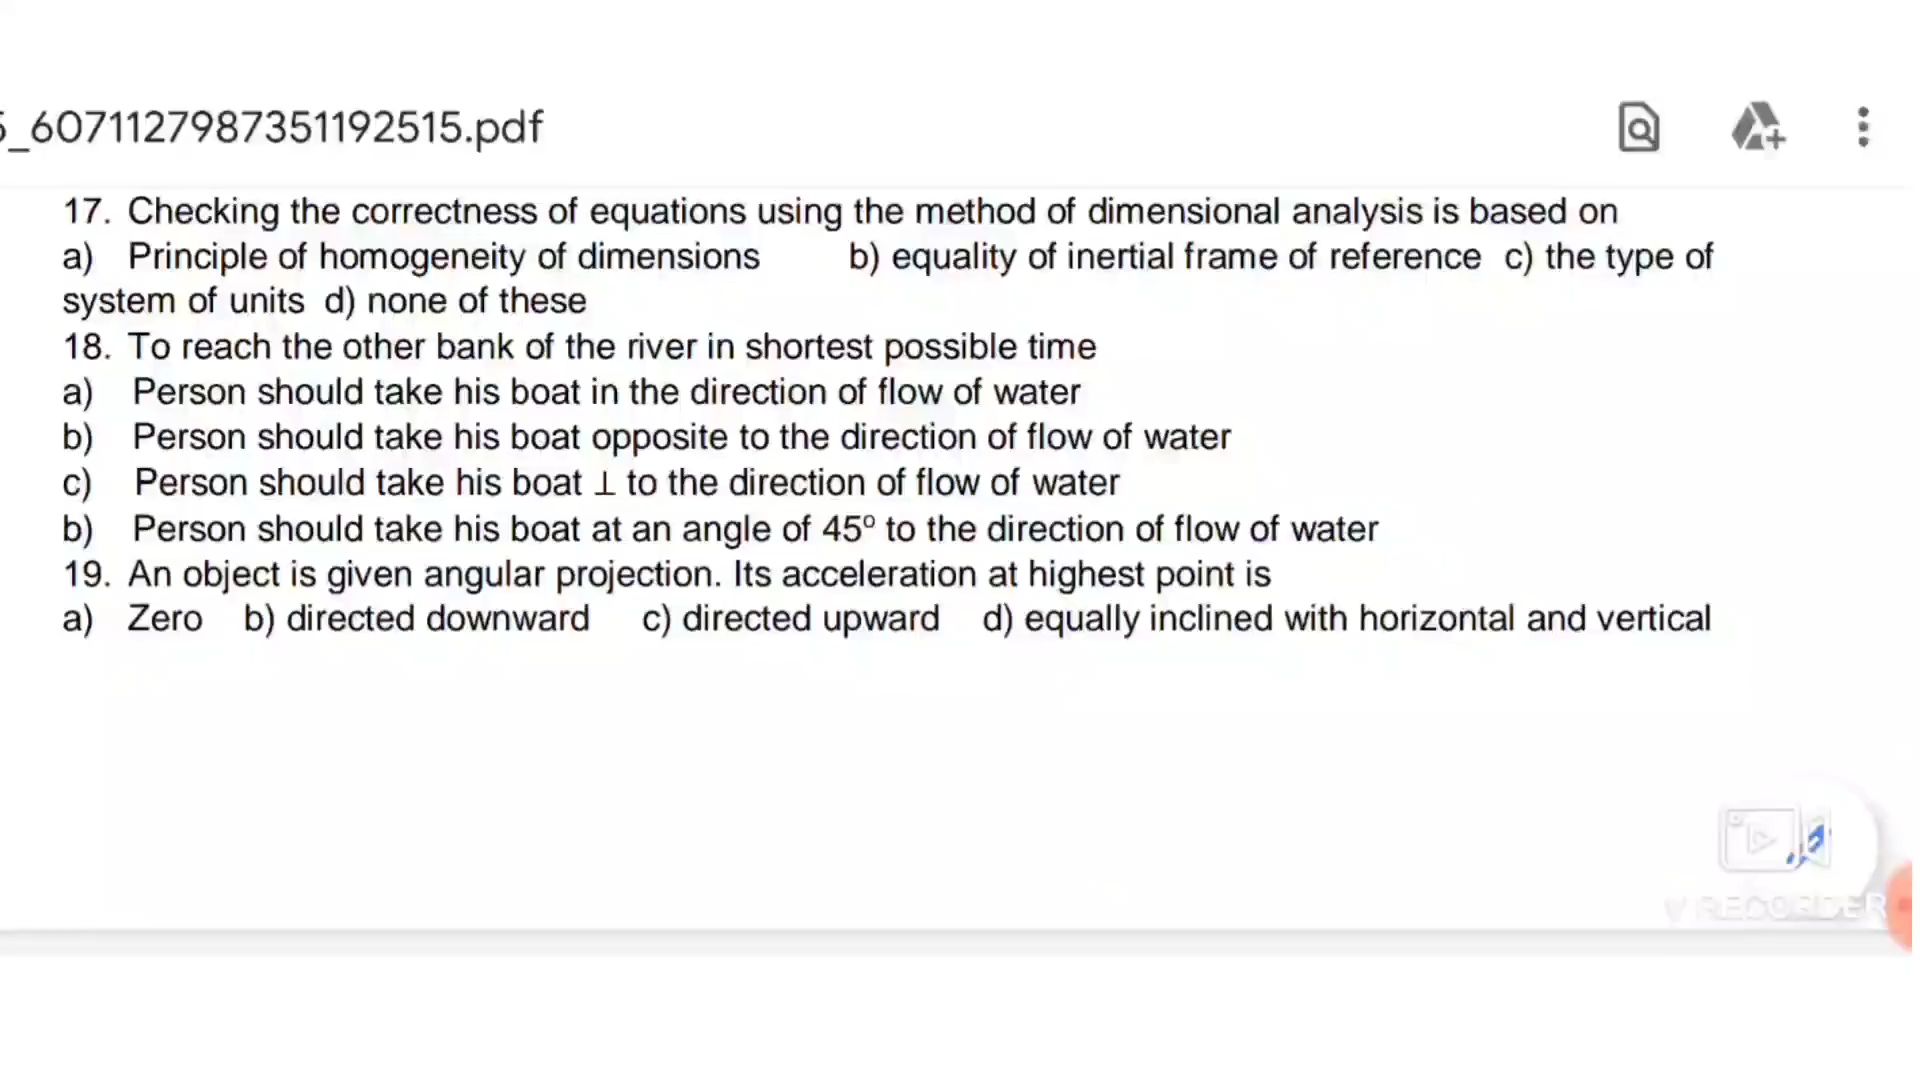 _6071127987351192515.pdf
17. Checking the correctness of equations using the method of dimensional analysis is based on
a) Principle of homogeneity of dimensions b) equality of inertial frame of reference c) the type of
system of units d) none of these
18. To reach the other bank of the river in shortest possible time
a) Person should take his boat in the direction of flow of water
b) Person should take his boat opposite to the direction of flow of water
c) Person should take his boat ⊥ to the direction of flow of water
b) Person should take his boat at an angle of 45º to the direction of flow of water
19. An object is given angular projection. Its acceleration at highest point is
a) Zero b) directed downward c) directed upward d) equally inclined with horizontal and vertical
V RECORDER